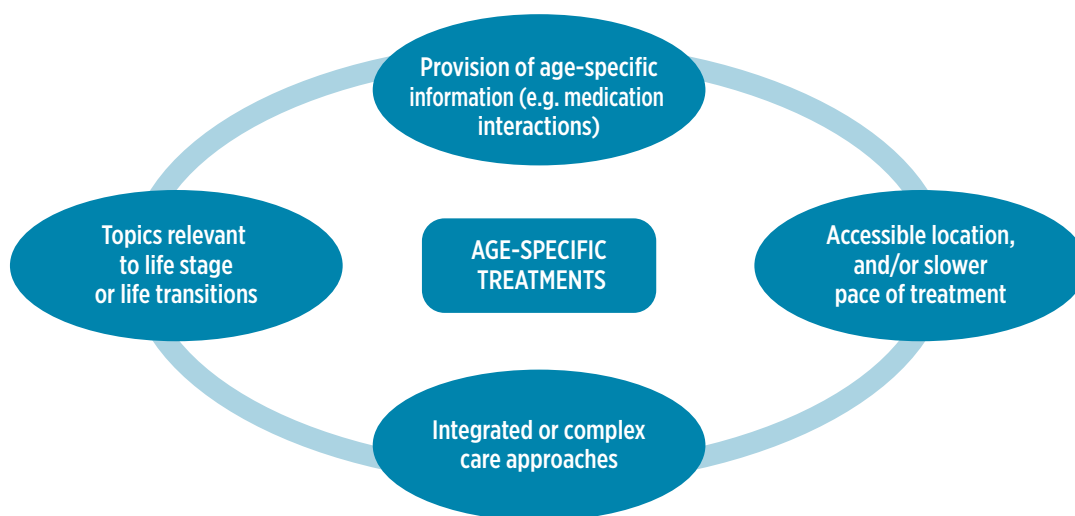 Provision of age-specific
information (e.g. medication
interactions)
Topics relevant
to life stage
or life transitions
AGE-SPECIFIC
TREATMENTS
Accessible location,
and/or slower
pace of treatment
Integrated or complex
care approaches